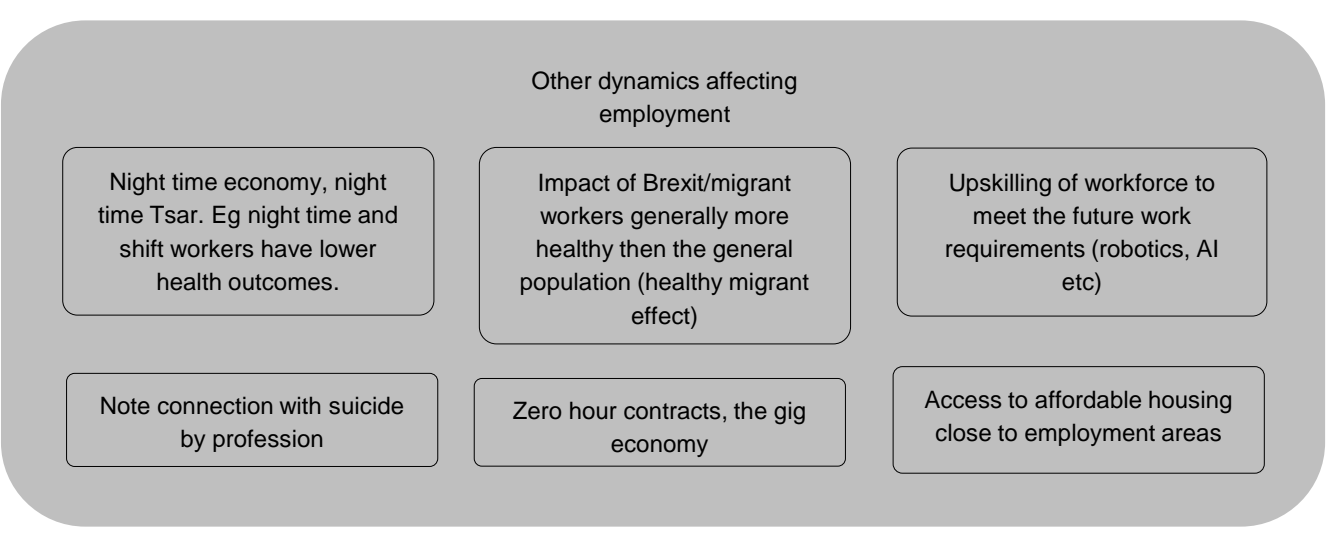 Other dynamics affecting
employment
Night time economy, night
time Tsar. Eg night time and
shift workers have lower
health outcomes.
Impact of Brexit/migrant
workers generally more
healthy then the general
population (healthy migrant
effect)
Upskilling of workforce to
meet the future work
requirements (robotics, AI
etc)
Note connection with suicide
by profession
Zero hour contracts, the gig
economy
Access to affordable housing
close to employment areas